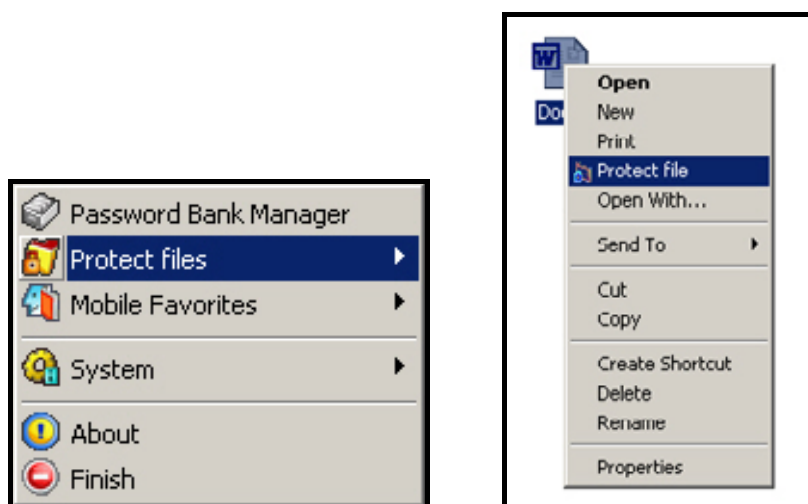 Password Bank Manager
Protect files
Mobile Favorites
System
About
Finish
W
Open
New
Print
Protect file
Open With...
Send To
Cut
Copy
Create Shortcut
Delete
Rename
Properties